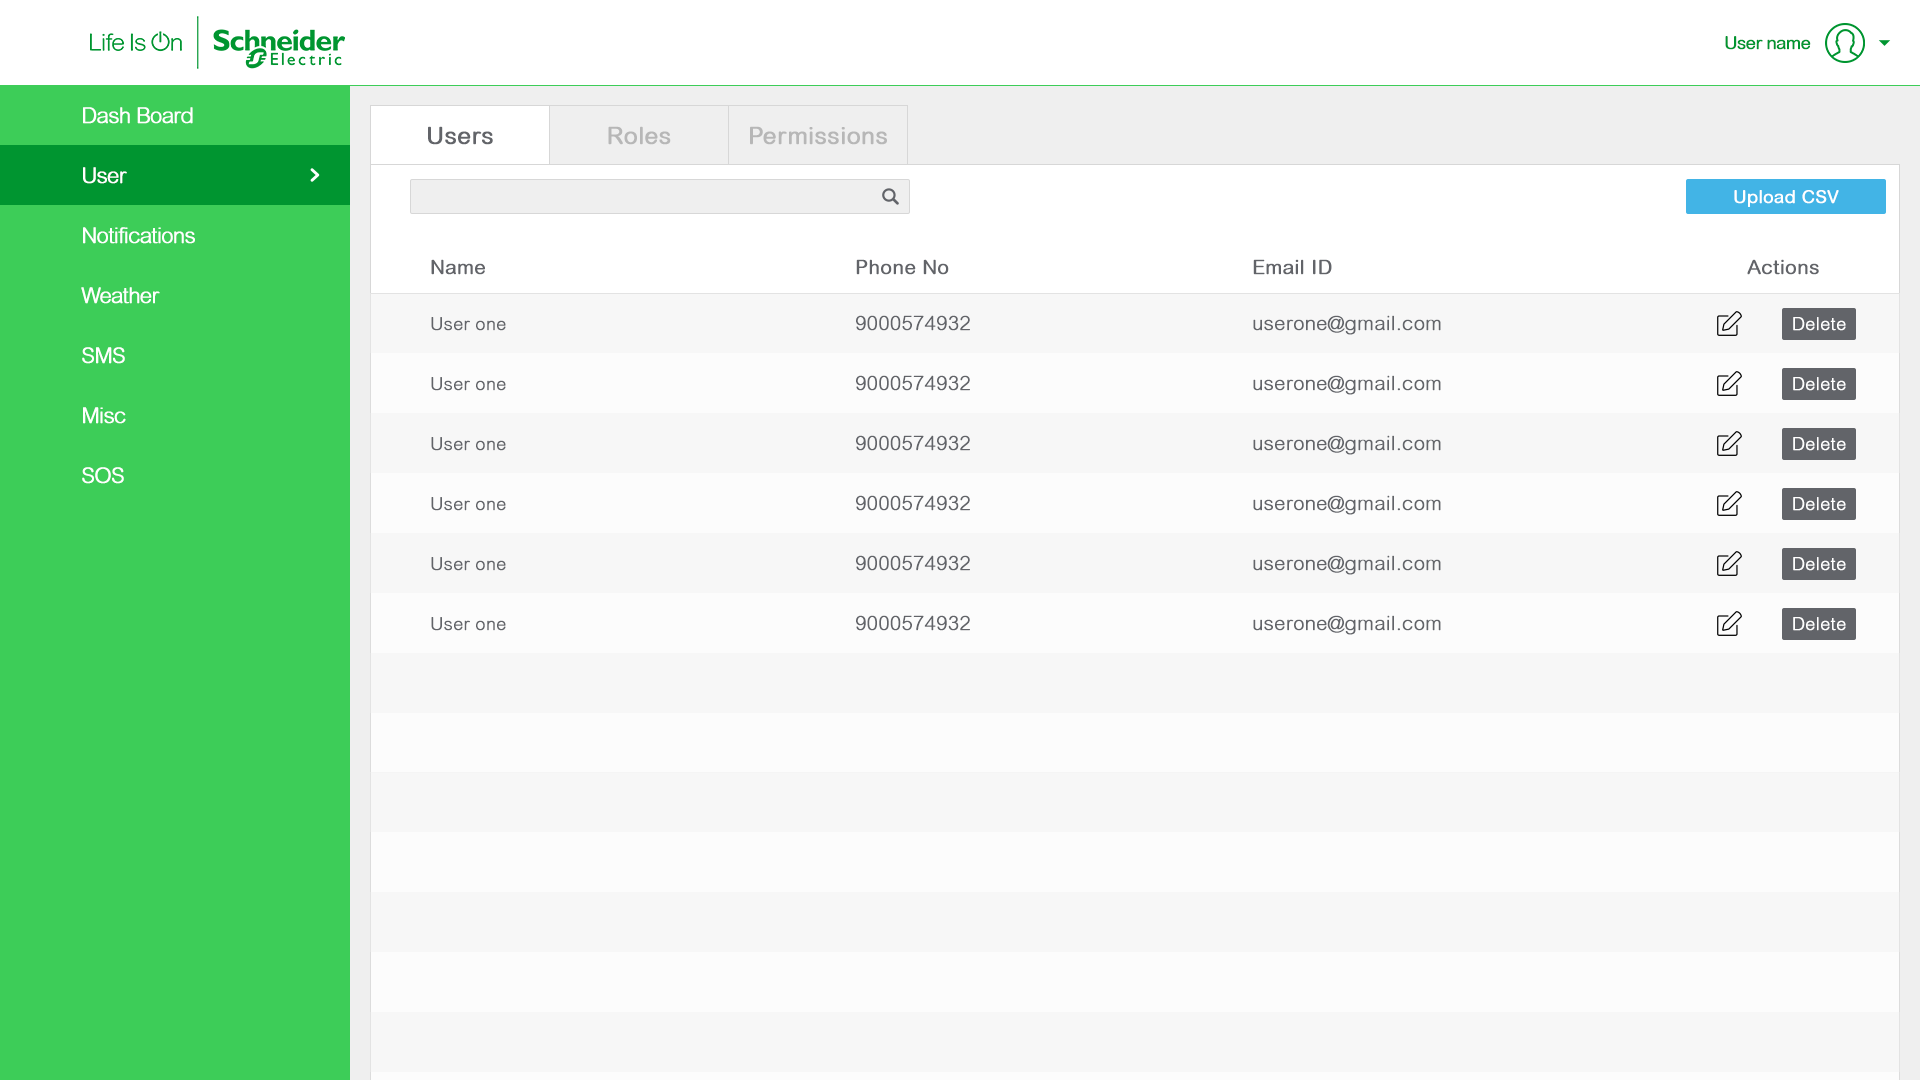 Life Is On | Schneider Electric
User name
Dash Board
User
Notifications
Weather
SMS
Misc
SOS
Users Roles Permissions
Upload CSV
Name Phone No Email ID Actions
User one 9000574932 userone@gmail.com Delete
User one 9000574932 userone@gmail.com Delete
User one 9000574932 userone@gmail.com Delete
User one 9000574932 userone@gmail.com Delete
User one 9000574932 userone@gmail.com Delete
User one 9000574932 userone@gmail.com Delete